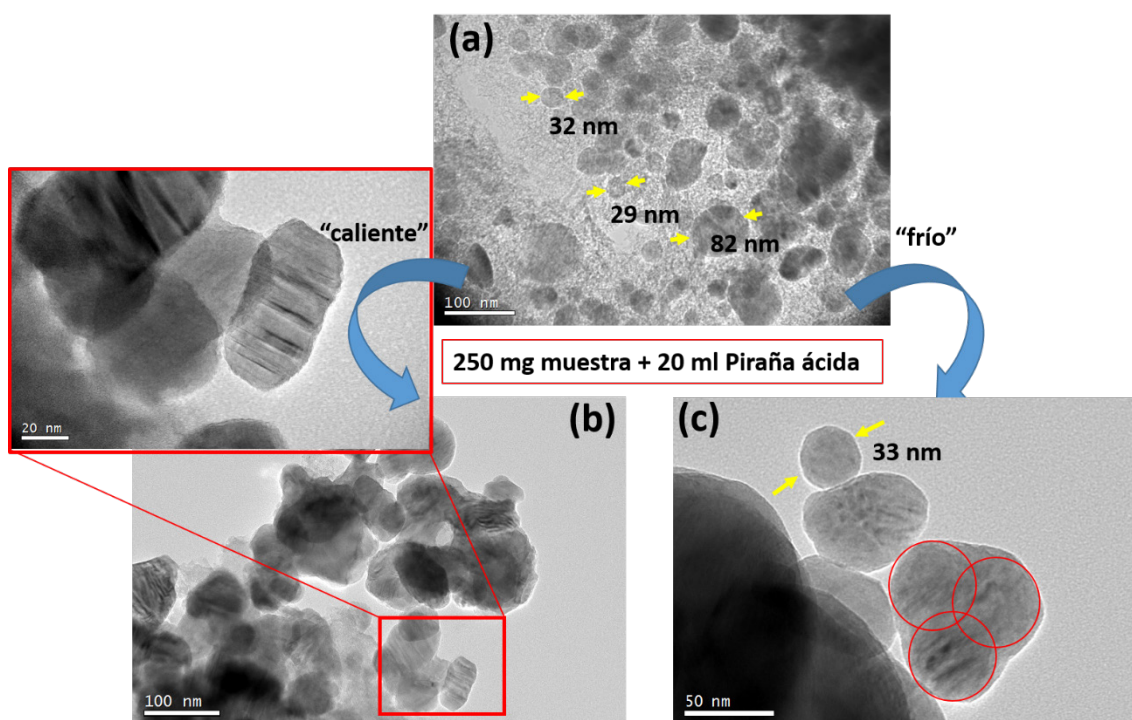 (a)
32 nm
29 nm
82 nm
100 nm
“caliente”
“frío”
20 nm
250 mg muestra + 20 ml Piraña ácida
(b)
100 nm
(c)
33 nm
50 nm